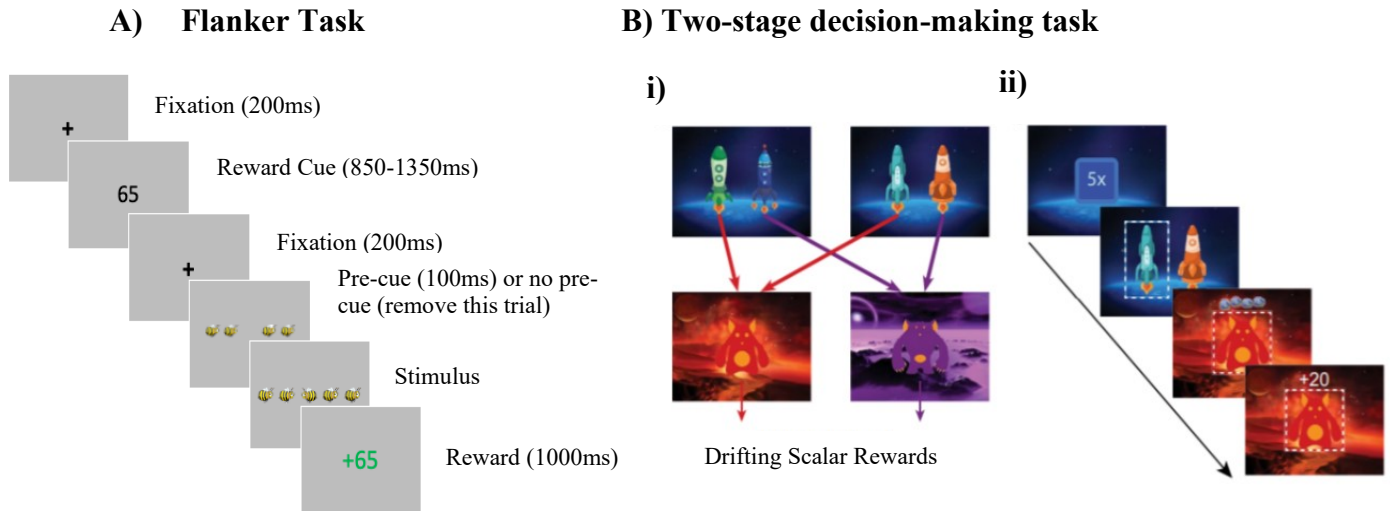 A) Flanker Task
Fixation (200ms)
+
Reward Cue (850-1350ms)
65
Fixation (200ms)
+
Pre-cue (100ms) or no pre-
cue (remove this trial)
Stimulus
Reward (1000ms)
+65
B) Two-stage decision-making task
i)
Drifting Scalar Rewards
ii)
5x
+20